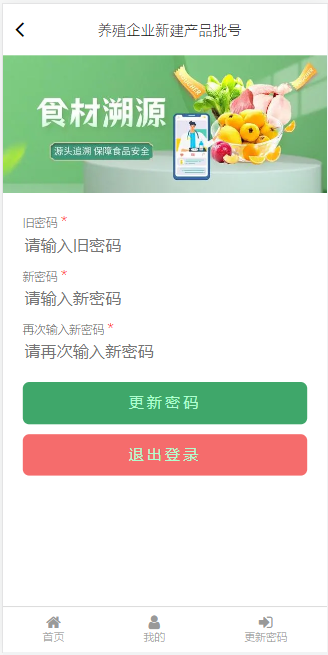 养殖企业新建产品批号
食材溯源
源头追溯 保障食品安全
旧密码 *
请输入旧密码
新密码 *
请输入新密码
再次输入新密码 *
请再次输入新密码
更新密码
退出登录
首页
我的
更新密码